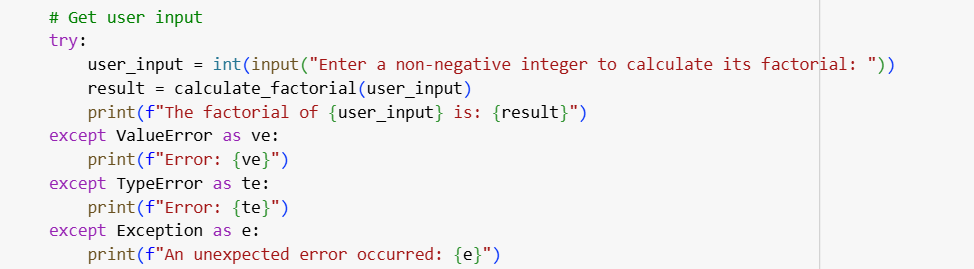 # Get user input
try:
    user_input = int(input("Enter a non-negative integer to calculate its factorial: "))
    result = calculate_factorial(user_input)
    print(f"The factorial of {user_input} is: {result}")
except ValueError as ve:
    print(f"Error: {ve}")
except TypeError as te:
    print(f"Error: {te}")
except Exception as e:
    print(f"An unexpected error occurred: {e}")